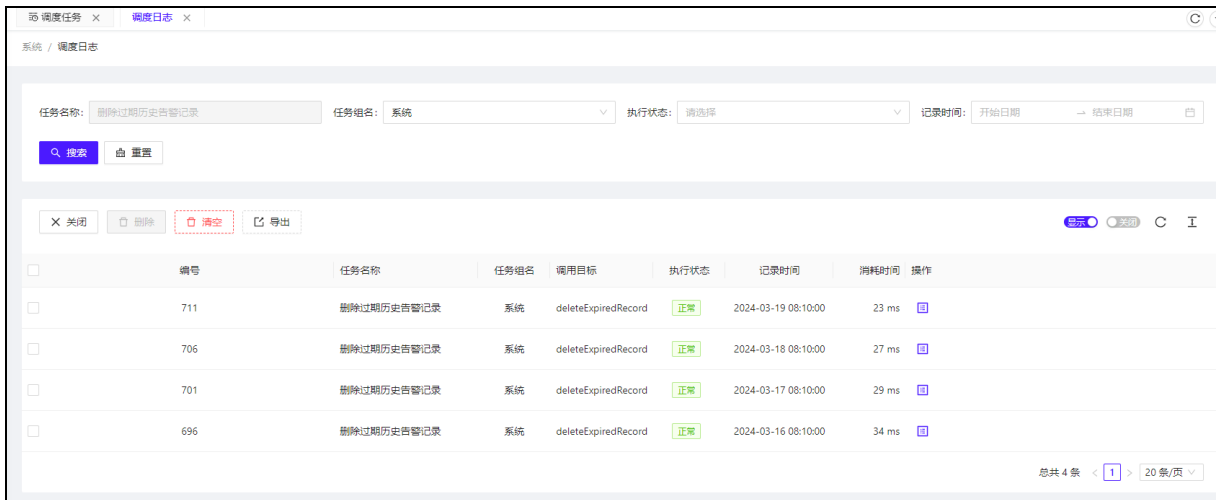 调度任务 调度日志
系统 / 调度日志
任务名称: 删除过期历史告警记录 任务组名: 系统 执行状态: 请选择 记录时间: 开始日期 → 结束日期
搜索 重置
关闭 删除 清空 导出 显示 关闭
编号 任务名称 任务组名 调用目标 执行状态 记录时间 消耗时间 操作
711 删除过期历史告警记录 系统 deleteExpiredRecord 正常 2024-03-19 08:10:00 23 ms
706 删除过期历史告警记录 系统 deleteExpiredRecord 正常 2024-03-18 08:10:00 27 ms
701 删除过期历史告警记录 系统 deleteExpiredRecord 正常 2024-03-17 08:10:00 29 ms
696 删除过期历史告警记录 系统 deleteExpiredRecord 正常 2024-03-16 08:10:00 34 ms
总共 4 条 < 1 > 20 条/页